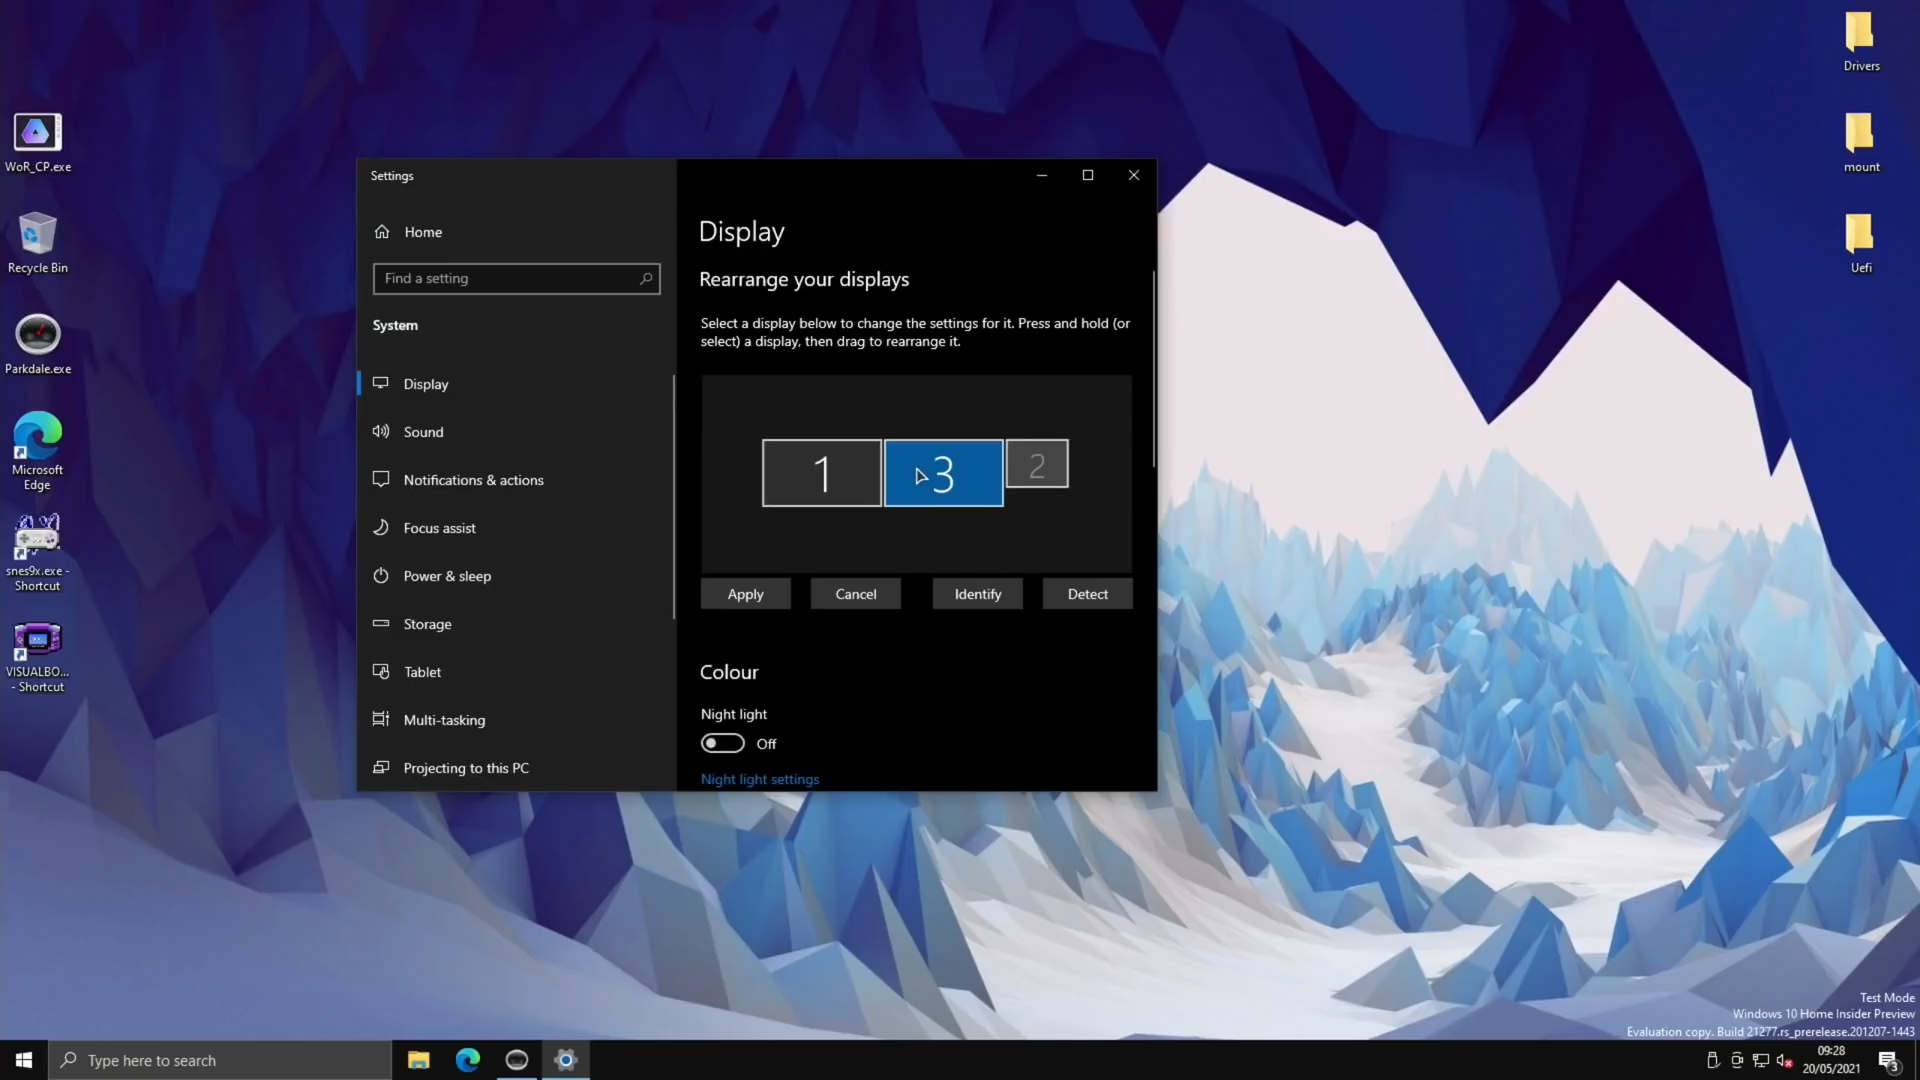 Drivers
mount
Uefi
WoR_CP.exe
Recycle Bin
Parkdale.exe
Microsoft
Edge
snes9x.exe -
Shortcut
VISUALBO...
- Shortcut
Settings
Home
Find a setting
System
Display
Sound
Notifications & actions
Focus assist
Power & sleep
Storage
Tablet
Multi-tasking
Projecting to this PC
Display
Rearrange your displays
Select a display below to change the settings for it. Press and hold (or
select) a display, then drag to rearrange it.
1
3
2
Apply
Cancel
Identify
Detect
Colour
Night light
Off
Night light settings
Test Mode
Windows 10 Home Insider Preview
Evaluation copy. Build 21277.rs_prerelease.201207-1443
Type here to search
09:28
20/05/2021
3